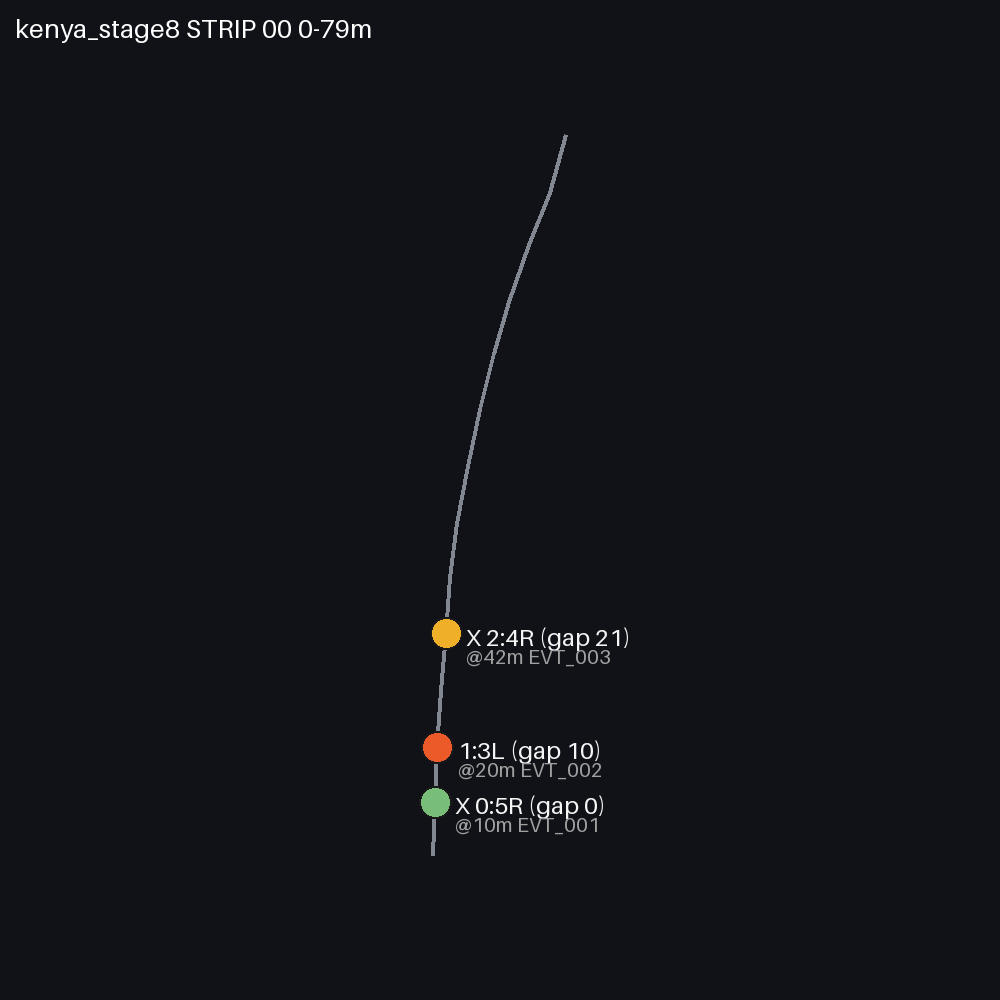 kenya_stage8 STRIP 00 0-79m
X 2:4R (gap 21)
@42m EVT_003
1:3L (gap 10)
@20m EVT_002
X 0:5R (gap 0)
@10m EVT_001